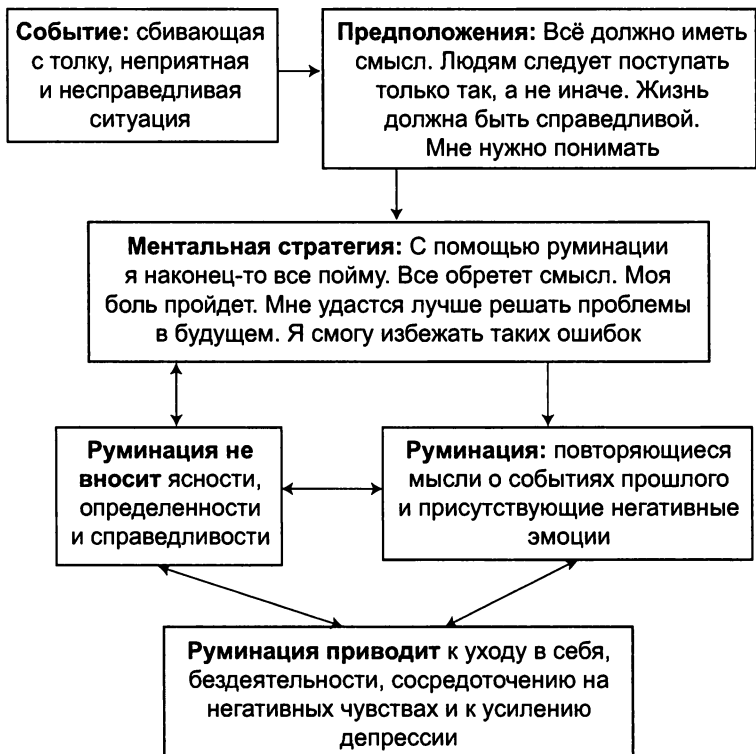 Событие: сбивающая
с толку, неприятная
и несправедливая
ситуация
Предположения: Всё должно иметь
смысл. Людям следует поступать
только так, а не иначе. Жизнь
должна быть справедливой.
Мне нужно понимать
Ментальная стратегия: С помощью руминации
я наконец-то все пойму. Все обретет смысл. Моя
боль пройдет. Мне удастся лучше решать проблемы
в будущем. Я смогу избежать таких ошибок
Руминация не
вносит ясности,
определенности
и справедливости
Руминация: повторяющиеся
мысли о событиях прошлого
и присутствующие негативные
эмоции
Руминация приводит к уходу в себя,
бездеятельности, сосредоточению на
негативных чувствах и к усилению
депрессии